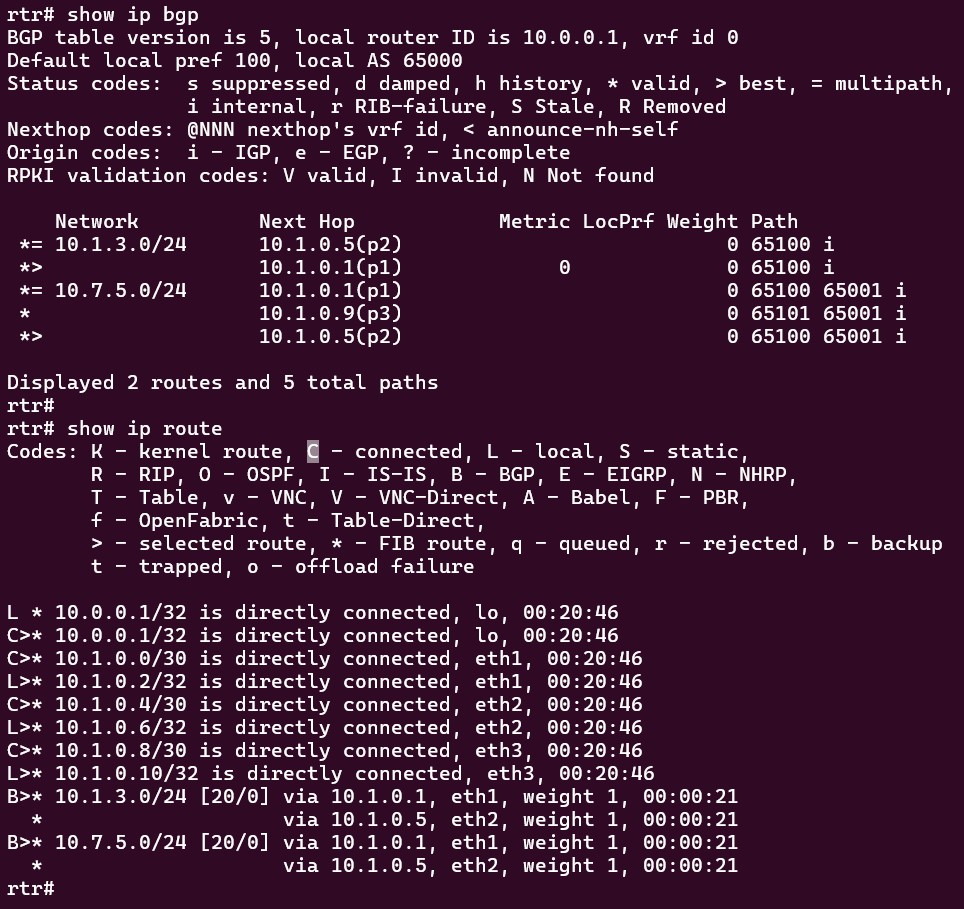 rtr# show ip bgp
BGP table version is 5, local router ID is 10.0.0.1, vrf id 0
Default local pref 100, local AS 65000
Status codes:  s suppressed, d damped, h history, * valid, > best, = multipath,
               i internal, r RIB-failure, S Stale, R Removed
Nexthop codes: @NNN nexthop's vrf id, < announce-nh-self
Origin codes:  i - IGP, e - EGP, ? - incomplete
RPKI validation codes: V valid, I invalid, N Not found

    Network          Next Hop            Metric LocPrf Weight Path
 *= 10.1.3.0/24      10.1.0.5(p2)                           0 65100 i
 *>                  10.1.0.1(p1)             0             0 65100 i
 *= 10.7.5.0/24      10.1.0.1(p1)                           0 65100 65001 i
 *                   10.1.0.9(p3)                           0 65101 65001 i
 *>                  10.1.0.5(p2)                           0 65100 65001 i

Displayed 2 routes and 5 total paths
rtr#
rtr# show ip route
Codes: K - kernel route, C - connected, L - local, S - static,
       R - RIP, O - OSPF, I - IS-IS, B - BGP, E - EIGRP, N - NHRP,
       T - Table, v - VNC, V - VNC-Direct, A - Babel, F - PBR,
       f - OpenFabric, t - Table-Direct,
       > - selected route, * - FIB route, q - queued, r - rejected, b - backup
       t - trapped, o - offload failure

L * 10.0.0.1/32 is directly connected, lo, 00:20:46
C>* 10.0.0.1/32 is directly connected, lo, 00:20:46
C>* 10.1.0.0/30 is directly connected, eth1, 00:20:46
L>* 10.1.0.2/32 is directly connected, eth1, 00:20:46
C>* 10.1.0.4/30 is directly connected, eth2, 00:20:46
L>* 10.1.0.6/32 is directly connected, eth2, 00:20:46
C>* 10.1.0.8/30 is directly connected, eth3, 00:20:46
L>* 10.1.0.10/32 is directly connected, eth3, 00:20:46
B>* 10.1.3.0/24 [20/0] via 10.1.0.1, eth1, weight 1, 00:00:21
  *                    via 10.1.0.5, eth2, weight 1, 00:00:21
B>* 10.7.5.0/24 [20/0] via 10.1.0.1, eth1, weight 1, 00:00:21
  *                    via 10.1.0.5, eth2, weight 1, 00:00:21
rtr#